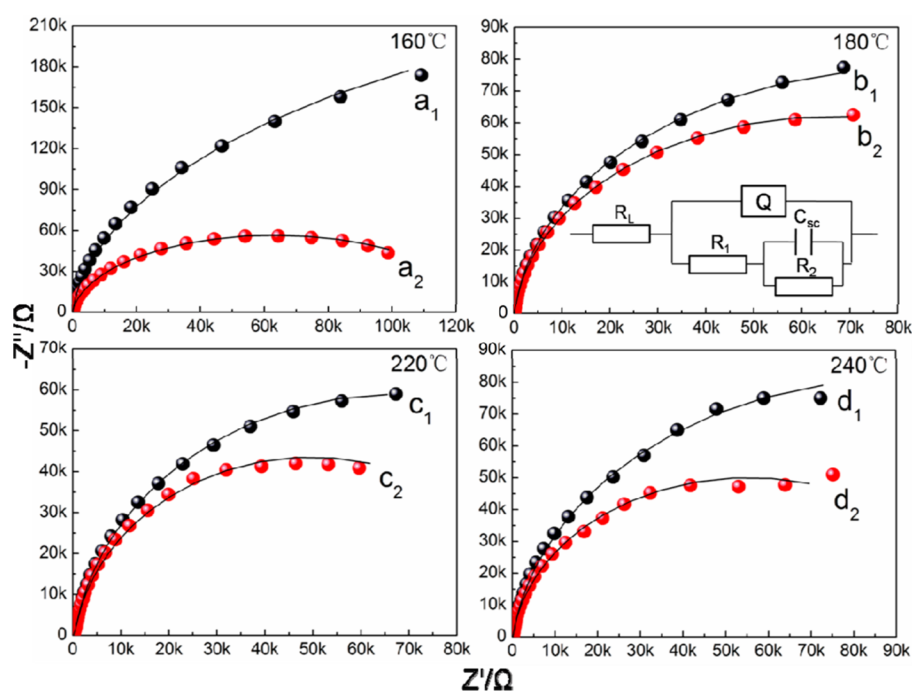 210k
180k
150k
120k
90k
60k
30k
0
160℃
a1
a2
0 20k 40k 60k 80k 100k 120k
90k
80k
70k
60k
50k
40k
30k
20k
10k
0
180℃
b1
b2
RL
Q
R1
Csc
R2
0 10k 20k 30k 40k 50k 60k 70k 80k
-Z''/Ω
70k
60k
50k
40k
30k
20k
10k
0
220℃
c1
c2
0 10k 20k 30k 40k 50k 60k 70k 80k
90k
80k
70k
60k
50k
40k
30k
20k
10k
0
240℃
d1
d2
0 10k 20k 30k 40k 50k 60k 70k 80k 90k
Z'/Ω